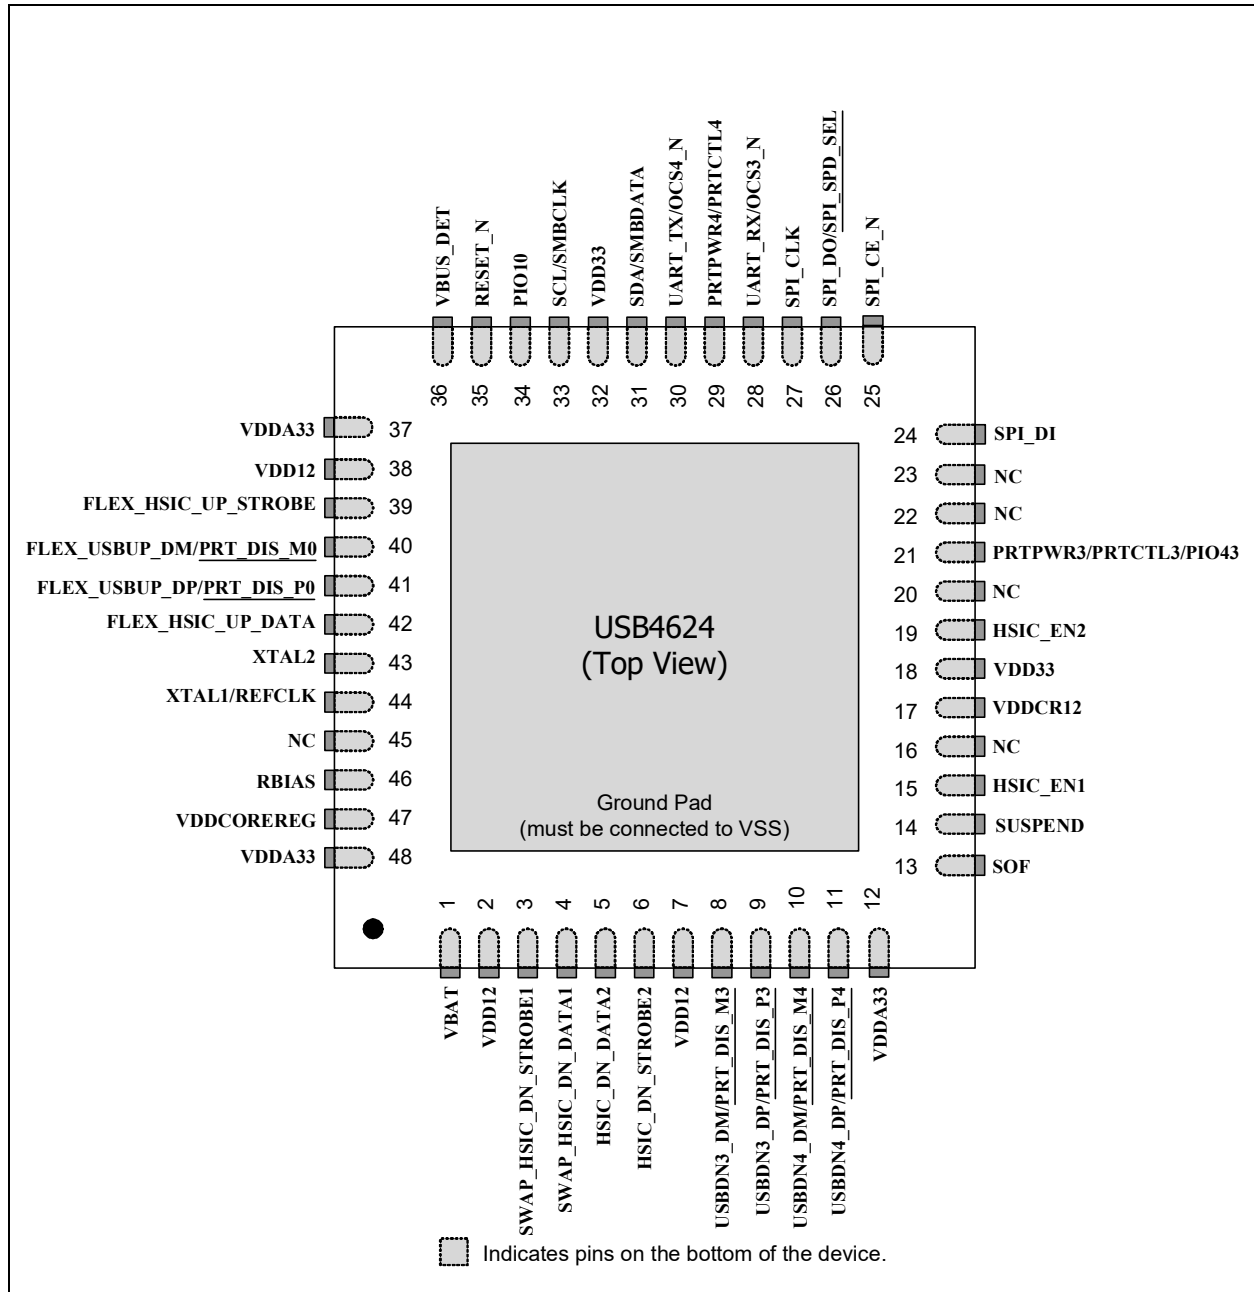 VBUS_DET
RESET_N
PIO10
SCL/SMBCLK
VDD33
SDA/SMBDATA
UART_TX/OCS4_N
PRTPWR4/PRTCTL4
UART_RX/OCS3_N
SPI_CLK
SPI_DO/SPI_SPD_SEL
SPI_CE_N
36
35
34
33
32
31
30
29
28
27
26
25
VDDA33 37
VDD12 38
FLEX_HSIC_UP_STROBE 39
FLEX_USBUP_DM/PRT_DIS_M0 40
FLEX_USBUP_DP/PRT_DIS_P0 41
FLEX_HSIC_UP_DATA 42
XTAL2 43
XTAL1/REFCLK 44
NC 45
RBIAS 46
VDDCOREREG 47
VDDA33 48
USB4624
(Top View)
Ground Pad
(must be connected to VSS)
24 SPI_DI
23 NC
22 NC
21 PRTPWR3/PRTCTL3/PIO43
20 NC
19 HSIC_EN2
18 VDD33
17 VDDCR12
16 NC
15 HSIC_EN1
14 SUSPEND
13 SOF
1
2
3
4
5
6
7
8
9
10
11
12
VBAT
VDD12
SWAP_HSIC_DN_STROBE1
SWAP_HSIC_DN_DATA1
HSIC_DN_DATA2
HSIC_DN_STROBE2
VDD12
USBDN3_DM/PRT_DIS_M3
USBDN3_DP/PRT_DIS_P3
USBDN4_DM/PRT_DIS_M4
USBDN4_DP/PRT_DIS_P4
VDDA33
Indicates pins on the bottom of the device.